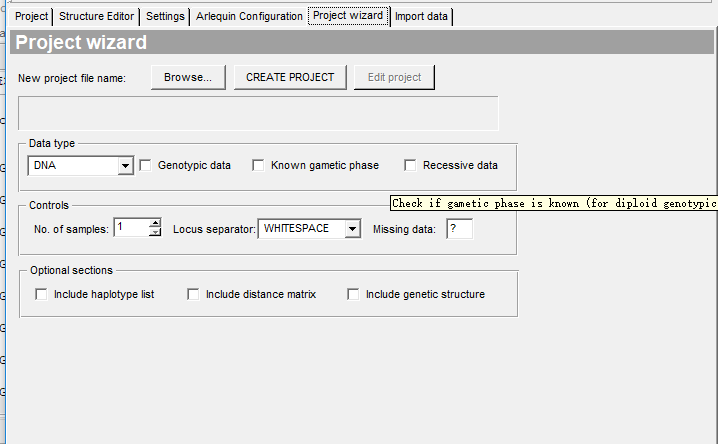 Project Structure Editor Settings Arlequin Configuration Project wizard Import data
Project wizard
New project file name: Browse... CREATE PROJECT Edit project
Data type
DNA Genotypic data Known gametic phase Recessive data
Check if gametic phase is known (for diploid genotypic
Controls
No. of samples: 1 Locus separator: WHITESPACE Missing data: ?
Optional sections
Include haplotype list Include distance matrix Include genetic structure